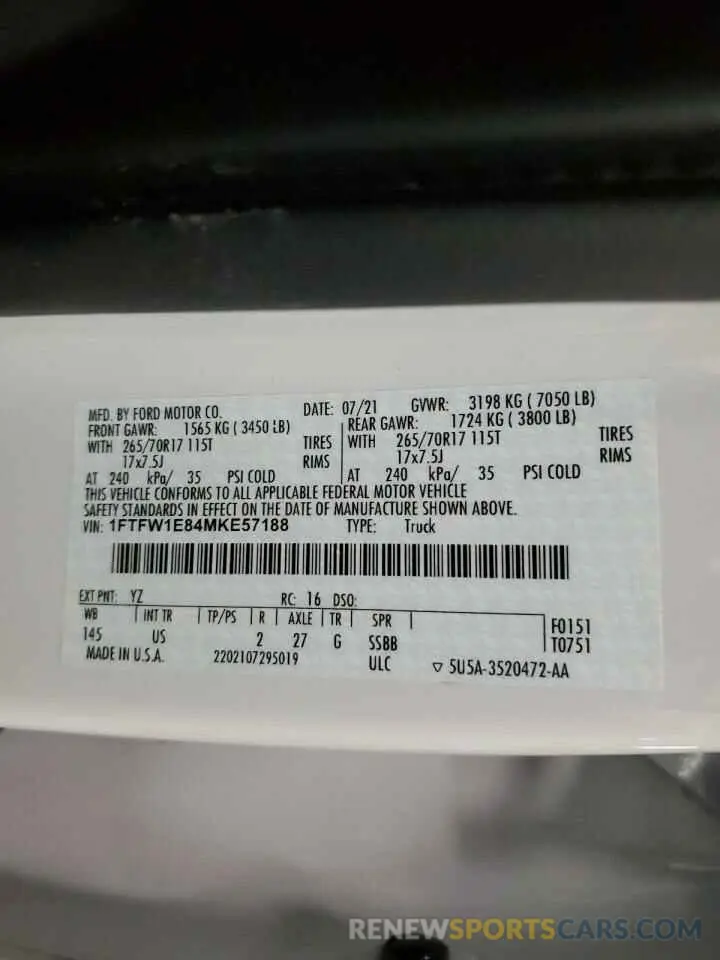 MFD. BY FORD MOTOR CO. DATE: 07/21 GVWR: 3198 KG ( 7050 LB)
FRONT GAWR: 1565 KG ( 3450 LB) REAR GAWR: 1724 KG ( 3800 LB)
WITH 265/70R17 115T TIRES WITH 265/70R17 115T TIRES
17x7.5J RIMS 17x7.5J RIMS
AT 240 kPa/ 35 PSI COLD AT 240 kPa/ 35 PSI COLD
THIS VEHICLE CONFORMS TO ALL APPLICABLE FEDERAL MOTOR VEHICLE
SAFETY STANDARDS IN EFFECT ON THE DATE OF MANUFACTURE SHOWN ABOVE.
VIN: 1FTFW1E84MKE57188 TYPE: Truck
EXT PNT: YZ RC: 16 DSO:
WB INT TR TP/PS R AXLE TR SPR F0151
145 US 2 27 G SSBB T0751
MADE IN U.S.A. 2202107295019 ULC ▽ 5U5A-3520472-AA
RENEWSPORTSCARS.COM